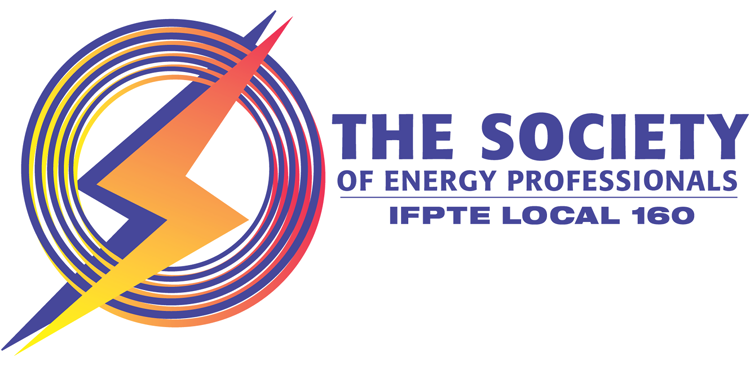 THE SOCIETY
OF ENERGY PROFESSIONALS
IFPTE LOCAL 160